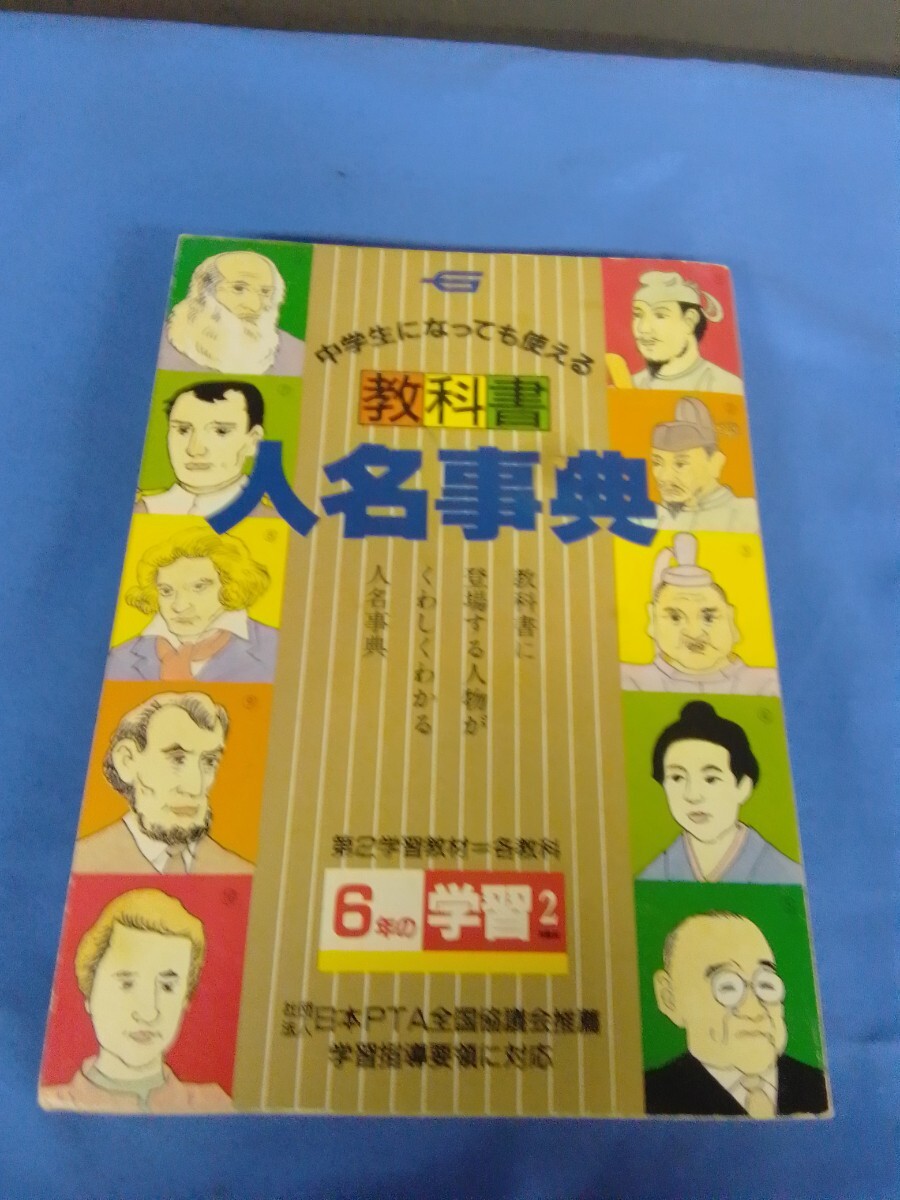 中学生になっても使える
教科書
人名事典
教科書に
登場する人物が
くわしくわかる
人名事典
第2学習教材=各教科
6年の学習2
社団法人日本PTA全国協議会推薦
学習指導要領に対応